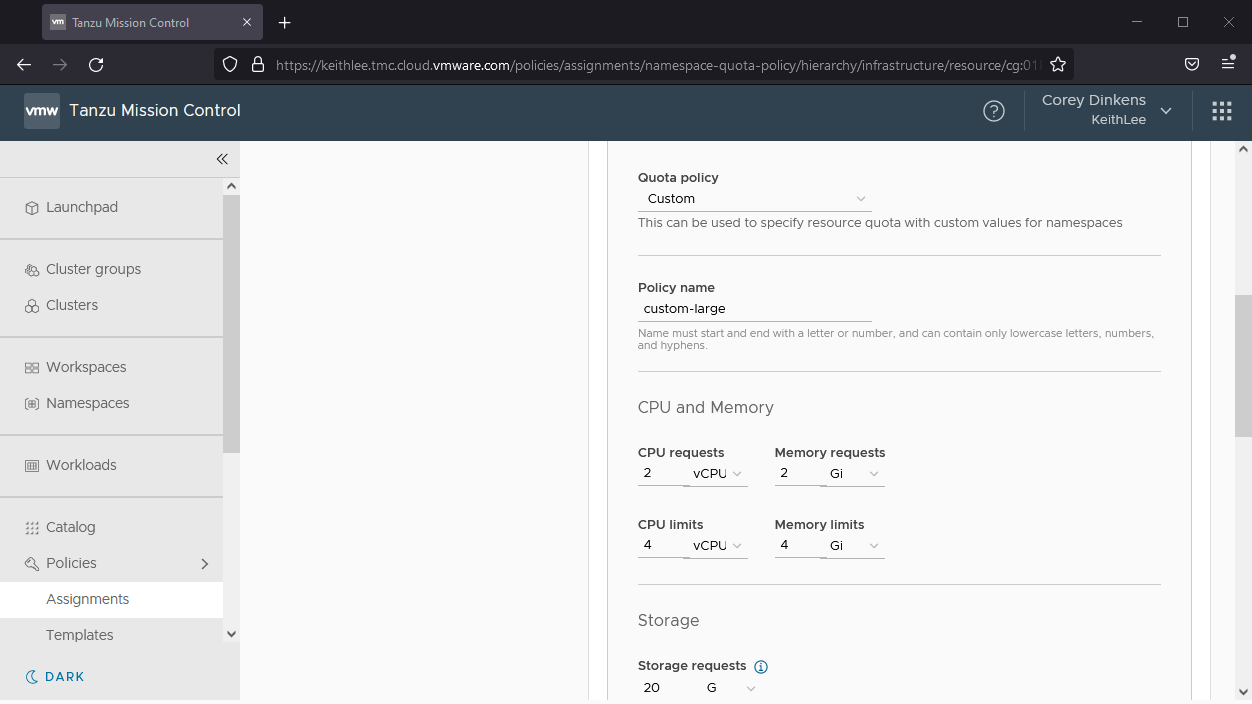 vm Tanzu Mission Control
https://keithlee.tmc.cloud.vmware.com/policies/assignments/namespace-quota-policy/hierarchy/infrastructure/resource/cg:01
vmw Tanzu Mission Control
Corey Dinkens
KeithLee
Launchpad
Cluster groups
Clusters
Workspaces
Namespaces
Workloads
Catalog
Policies
Assignments
Templates
DARK
Quota policy
Custom
This can be used to specify resource quota with custom values for namespaces
Policy name
custom-large
Name must start and end with a letter or number, and can contain only lowercase letters, numbers,
and hyphens.
CPU and Memory
CPU requests Memory requests
2 vCPU 2 Gi
CPU limits Memory limits
4 vCPU 4 Gi
Storage
Storage requests
20 G